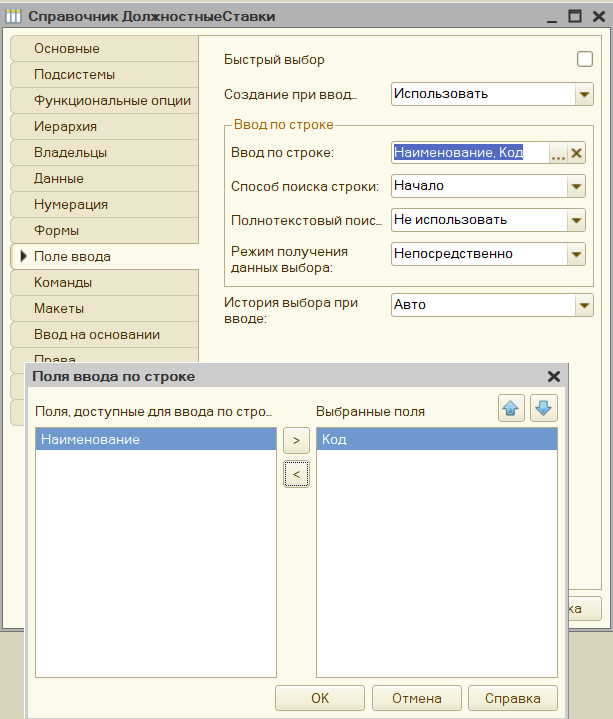 Справочник ДолжностныеСтавки
Основные
Подсистемы
Функциональные опции
Иерархия
Владельцы
Данные
Нумерация
Формы
Поле ввода
Команды
Макеты
Ввод на основании
Права
Быстрый выбор
Создание при ввод...
Использовать
Ввод по строке
Ввод по строке:
Наименование, Код
...
Способ поиска строки:
Начало
Полнотекстовый поис...
Не использовать
Режим получения
данных выбора:
Непосредственно
История выбора при
вводе:
Авто
Поля ввода по строке
Поля, доступные для ввода по стро...
Выбранные поля
Наименование
>
<
Код
OK
Отмена
Справка